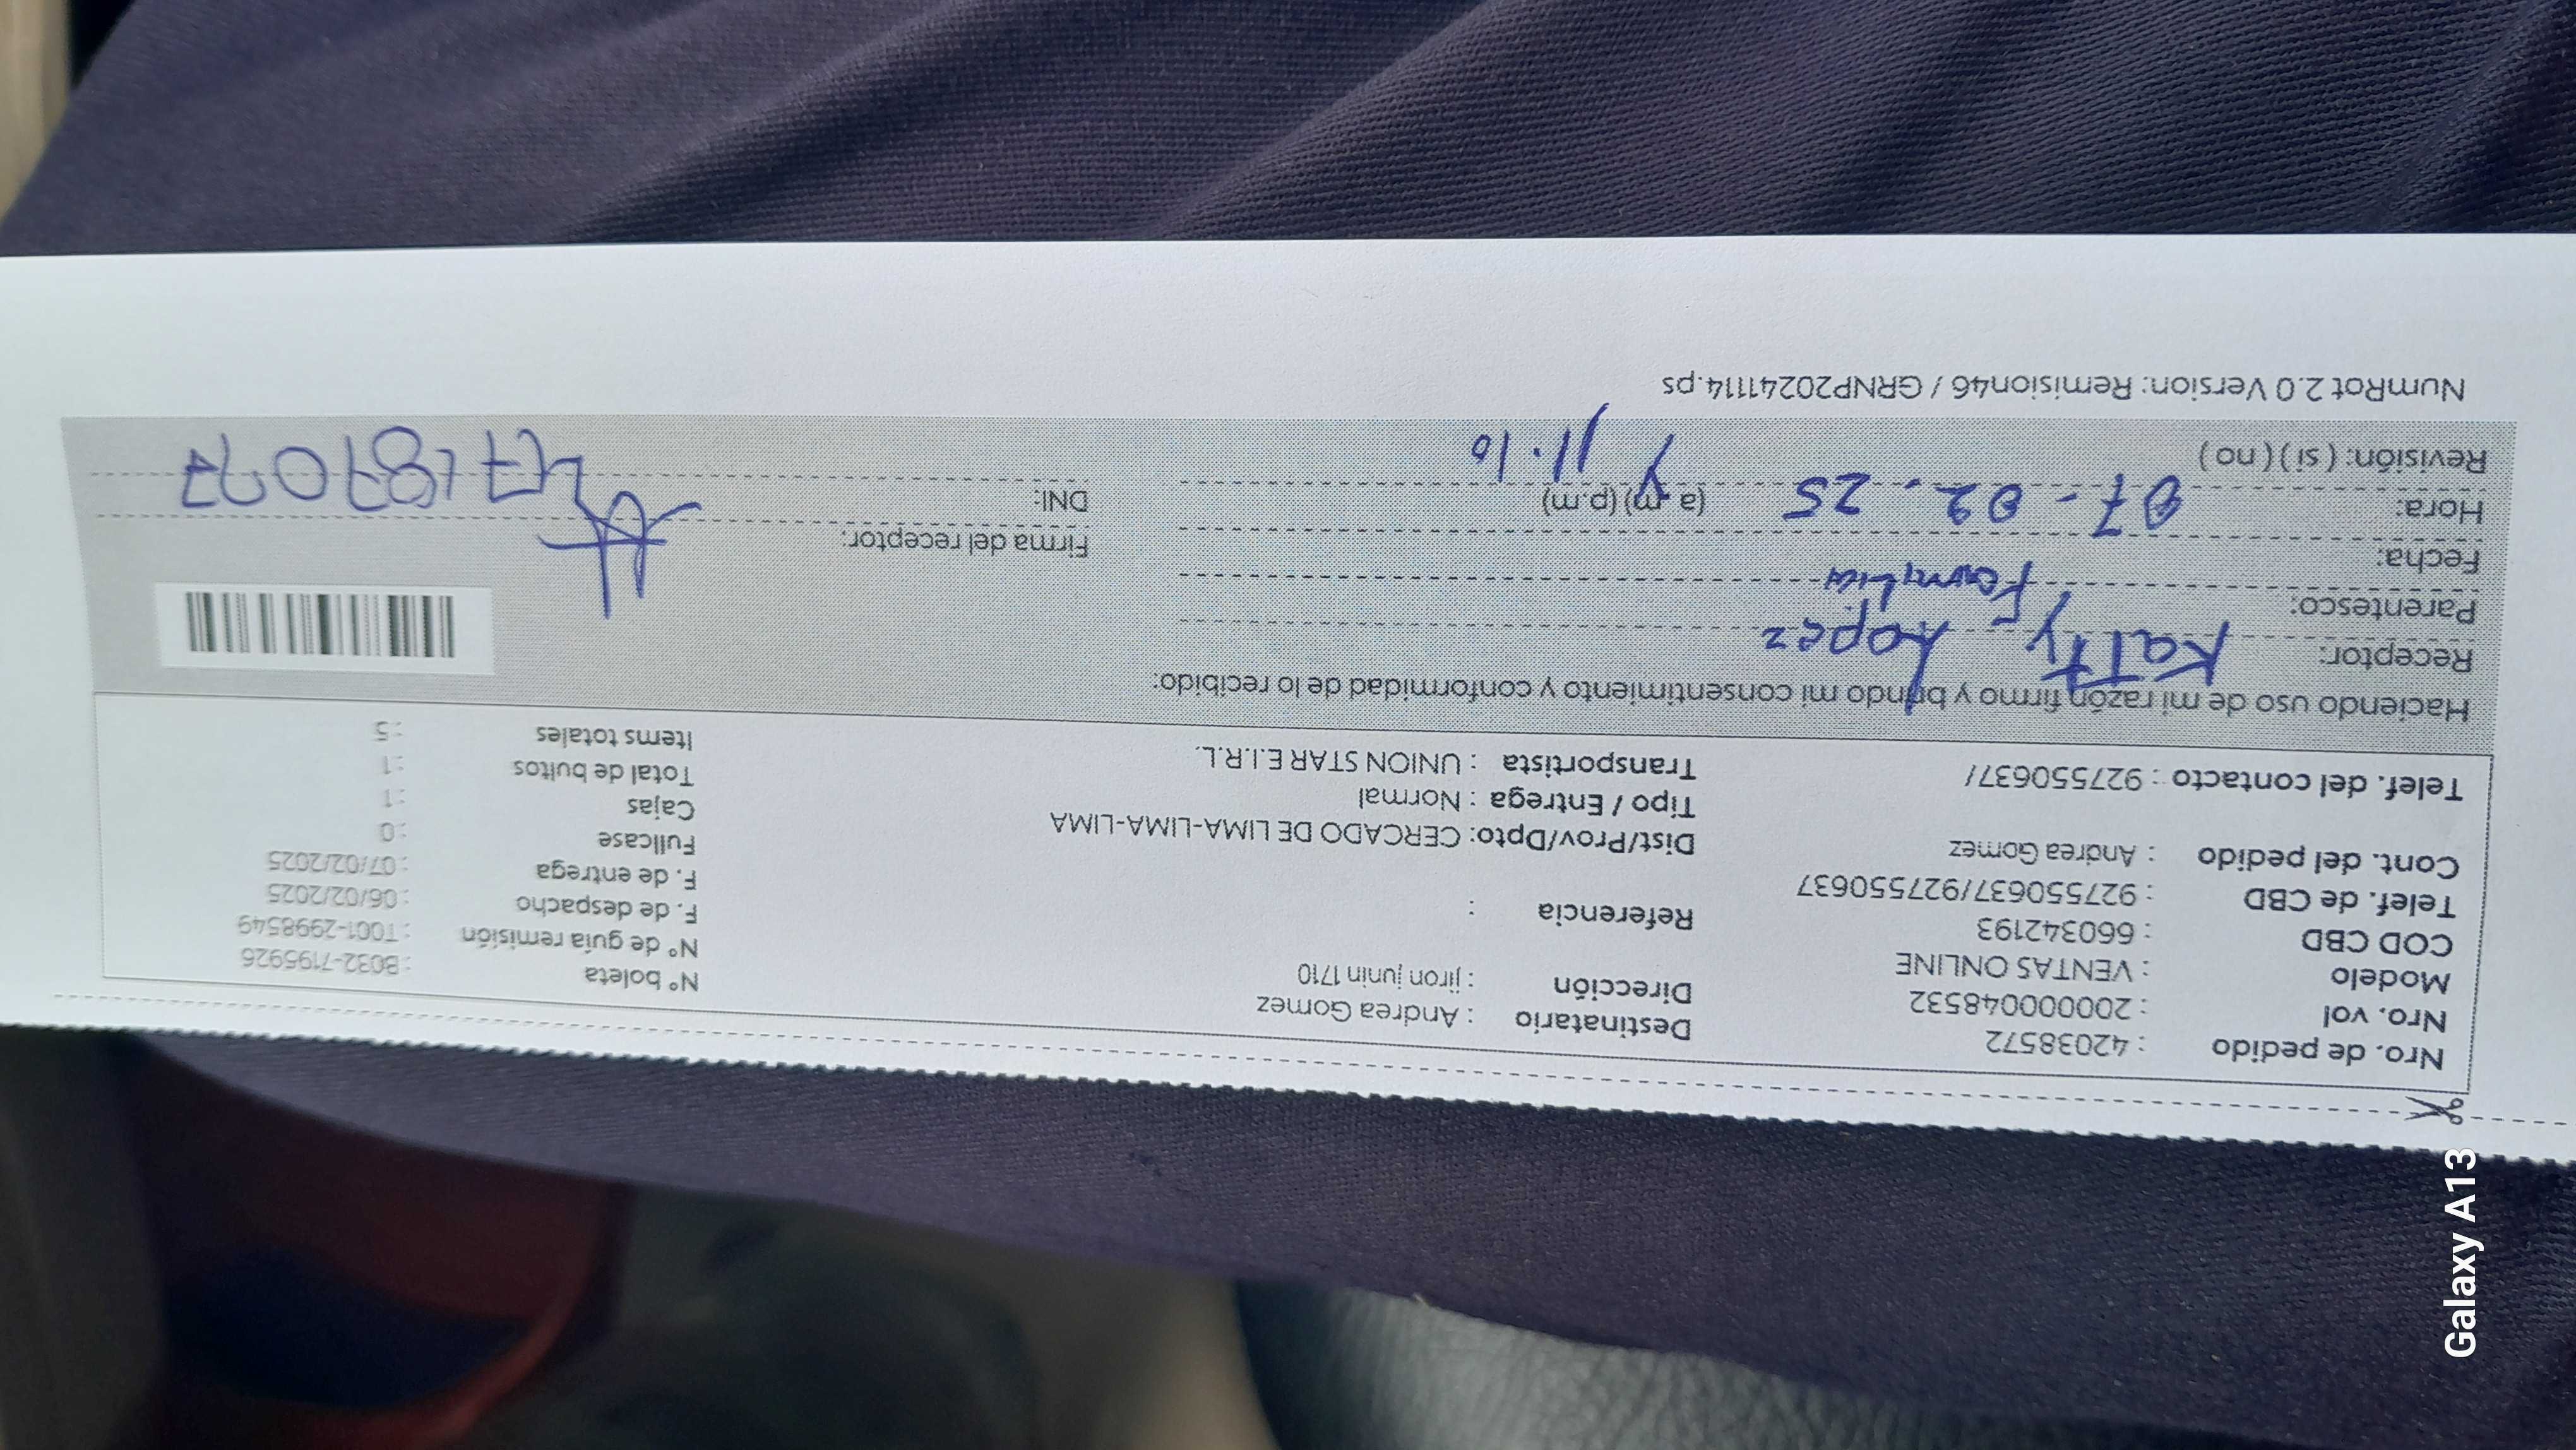 Nro. de pedido : 42038572
Nro. vol : 200000048532
Modelo : VENTAS ONLINE
COD CBD : 660342193
Telef. de CBD : 927550637/927550637
Cont. del pedido : Andrea Gomez
Telef. del contacto : 927550637/
Destinatario : Andrea Gomez
Dirección : jiron junin 1710
Referencia :
Dist/Prov/Dpto: CERCADO DE LIMA-LIMA-LIMA
Tipo / Entrega : Normal
Transportista : UNION STAR E.I.R.L.
N° boleta : B032-7195926
N° de guía remisión : T001-2998549
F. de despacho : 06/02/2025
F. de entrega : 07/02/2025
Fullcase : 0
Cajas : 1
Total de bultos : 1
Items totales : 5
Haciendo uso de mi razón firmo y brindo mi consentimiento y conformidad de lo recibido:
Receptor: Katty Lopez
Parentesco: Familia
Fecha:
Hora: 07-02.25 (a.m) (p.m) 11.10
Revisión: ( si ) ( no )
Firma del receptor:
DNI:
NumRot 2.0 Version: Remision46 / GRNP20241114.ps
Galaxy A13